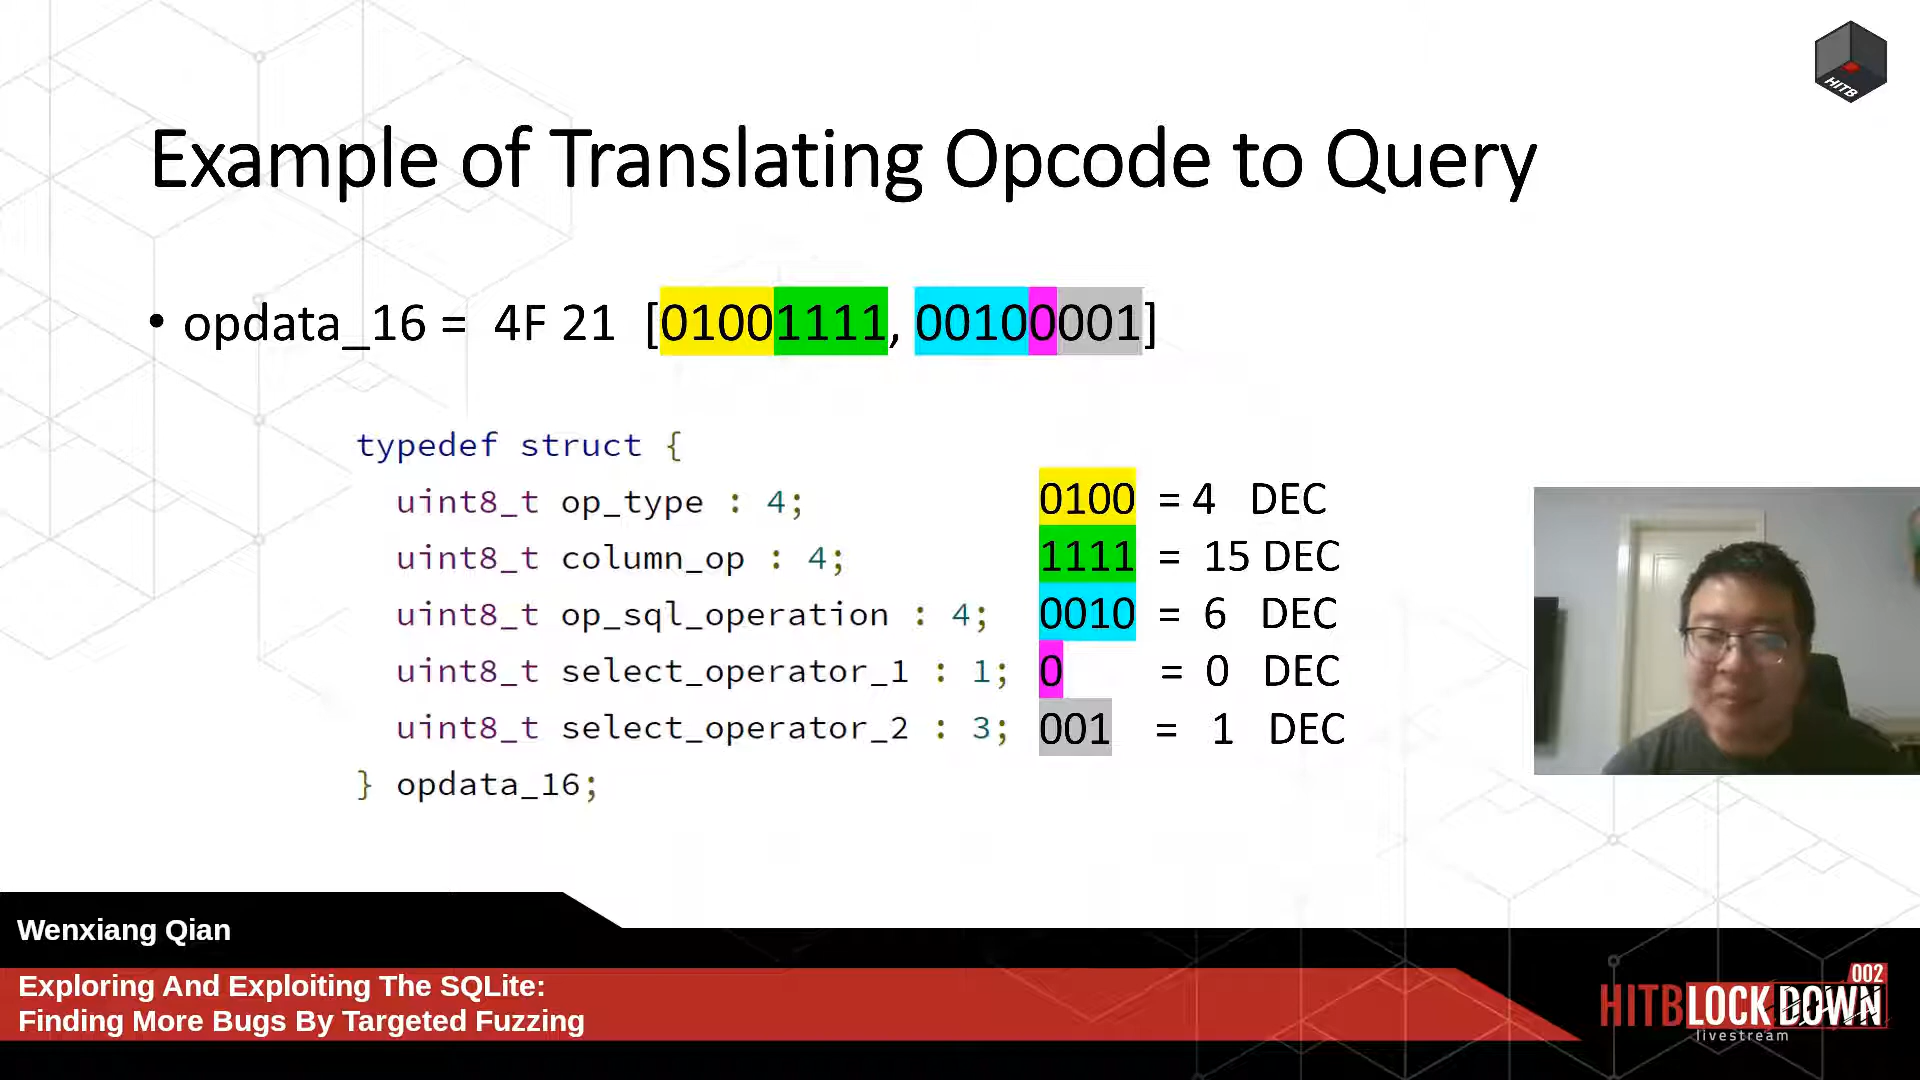 HITB
Example of Translating Opcode to Query
• opdata_16 = 4F 21 [01001111, 00100001]
typedef struct {
uint8_t op_type : 4; 0100 = 4 DEC
uint8_t column_op : 4; 1111 = 15 DEC
uint8_t op_sql_operation : 4; 0010 = 6 DEC
uint8_t select_operator_1 : 1; 0 = 0 DEC
uint8_t select_operator_2 : 3; 001 = 1 DEC
} opdata_16;
Wenxiang Qian
Exploring And Exploiting The SQLite:
Finding More Bugs By Targeted Fuzzing
002
HITBLOCKDOWN
livestream